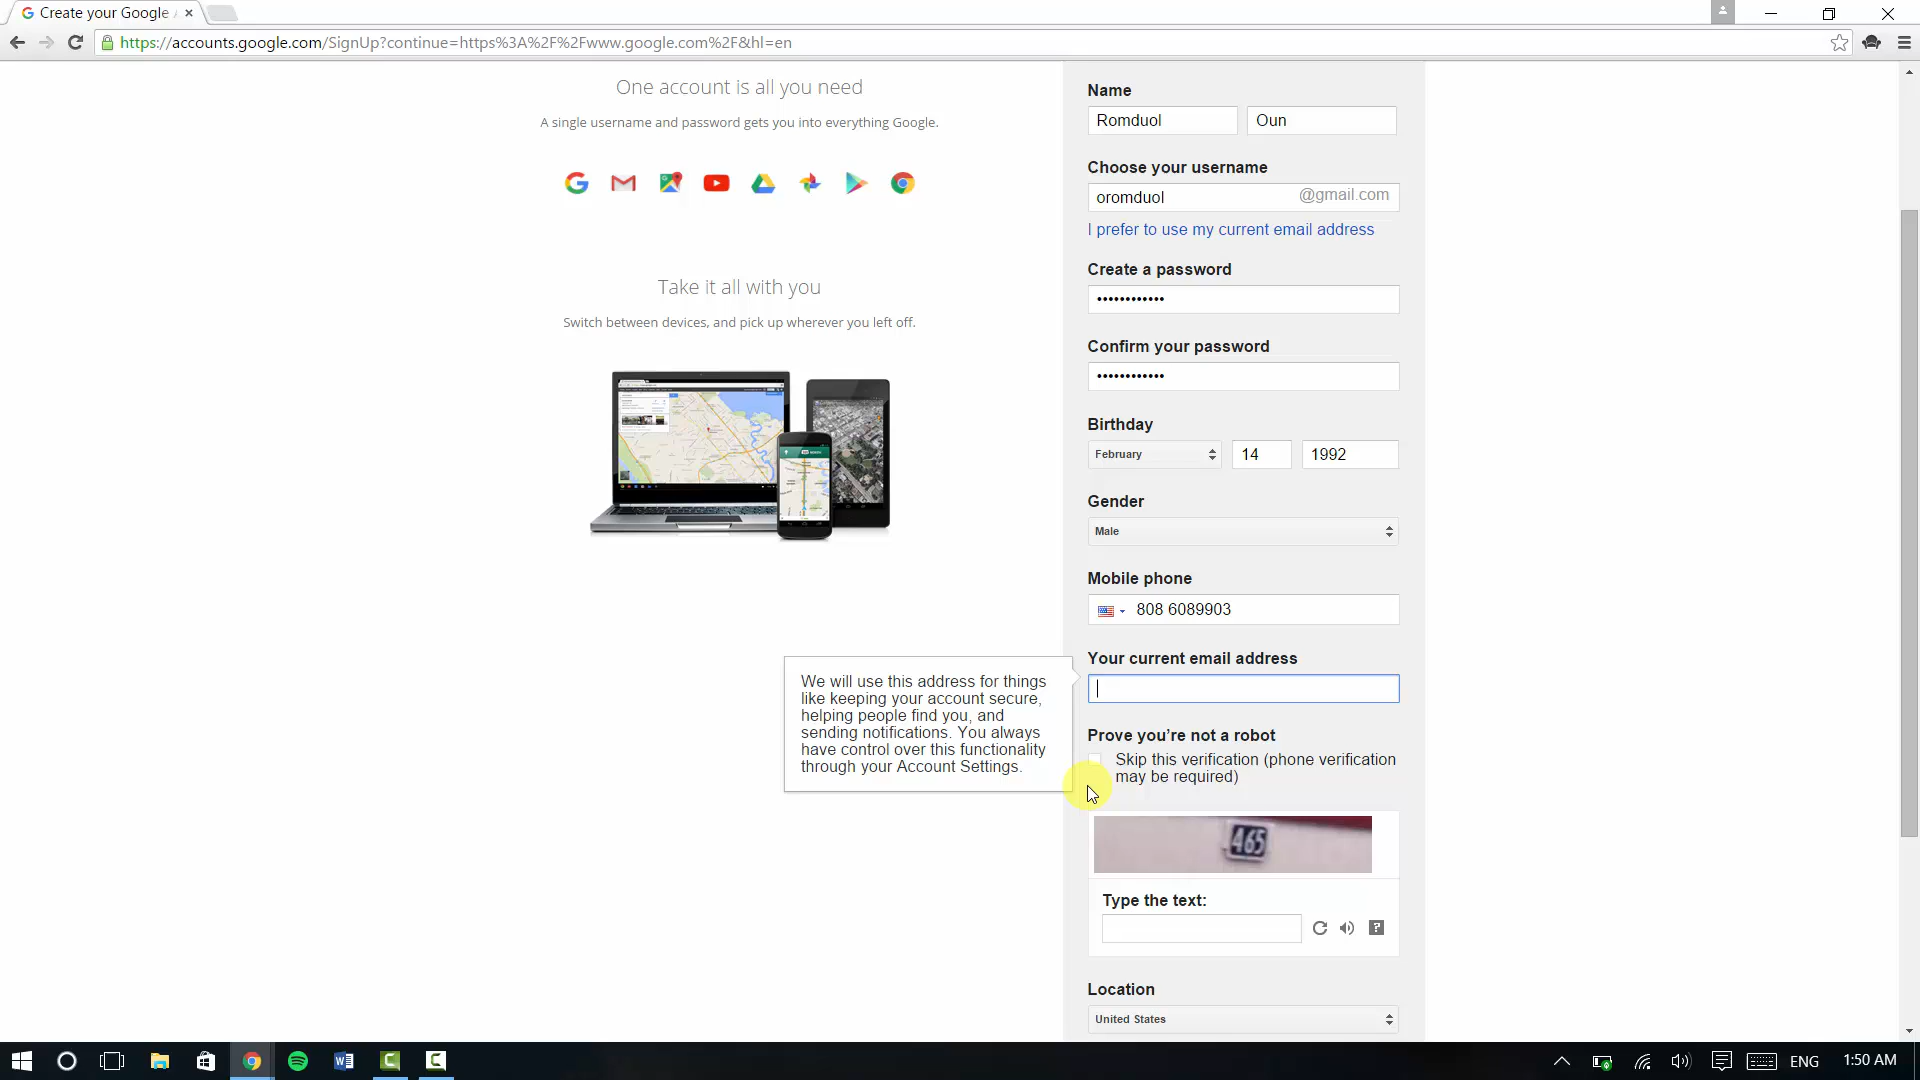 Create your Google A
https://accounts.google.com/SignUp?continue=https%3A%2F%2Fwww.google.com%2F&hl=en
One account is all you need
A single username and password gets you into everything Google.
Take it all with you
Switch between devices, and pick up wherever you left off.
Name
Romduol Oun
Choose your username
oromduol @gmail.com
I prefer to use my current email address
Create a password
••••••••••••
Confirm your password
••••••••••••
Birthday
February 14 1992
Gender
Male
Mobile phone
808 6089903
Your current email address
We will use this address for things
like keeping your account secure,
helping people find you, and
sending notifications. You always
have control over this functionality
through your Account Settings.
Prove you're not a robot
Skip this verification (phone verification
may be required)
465
Type the text:
Location
United States
ENG 1:50 AM